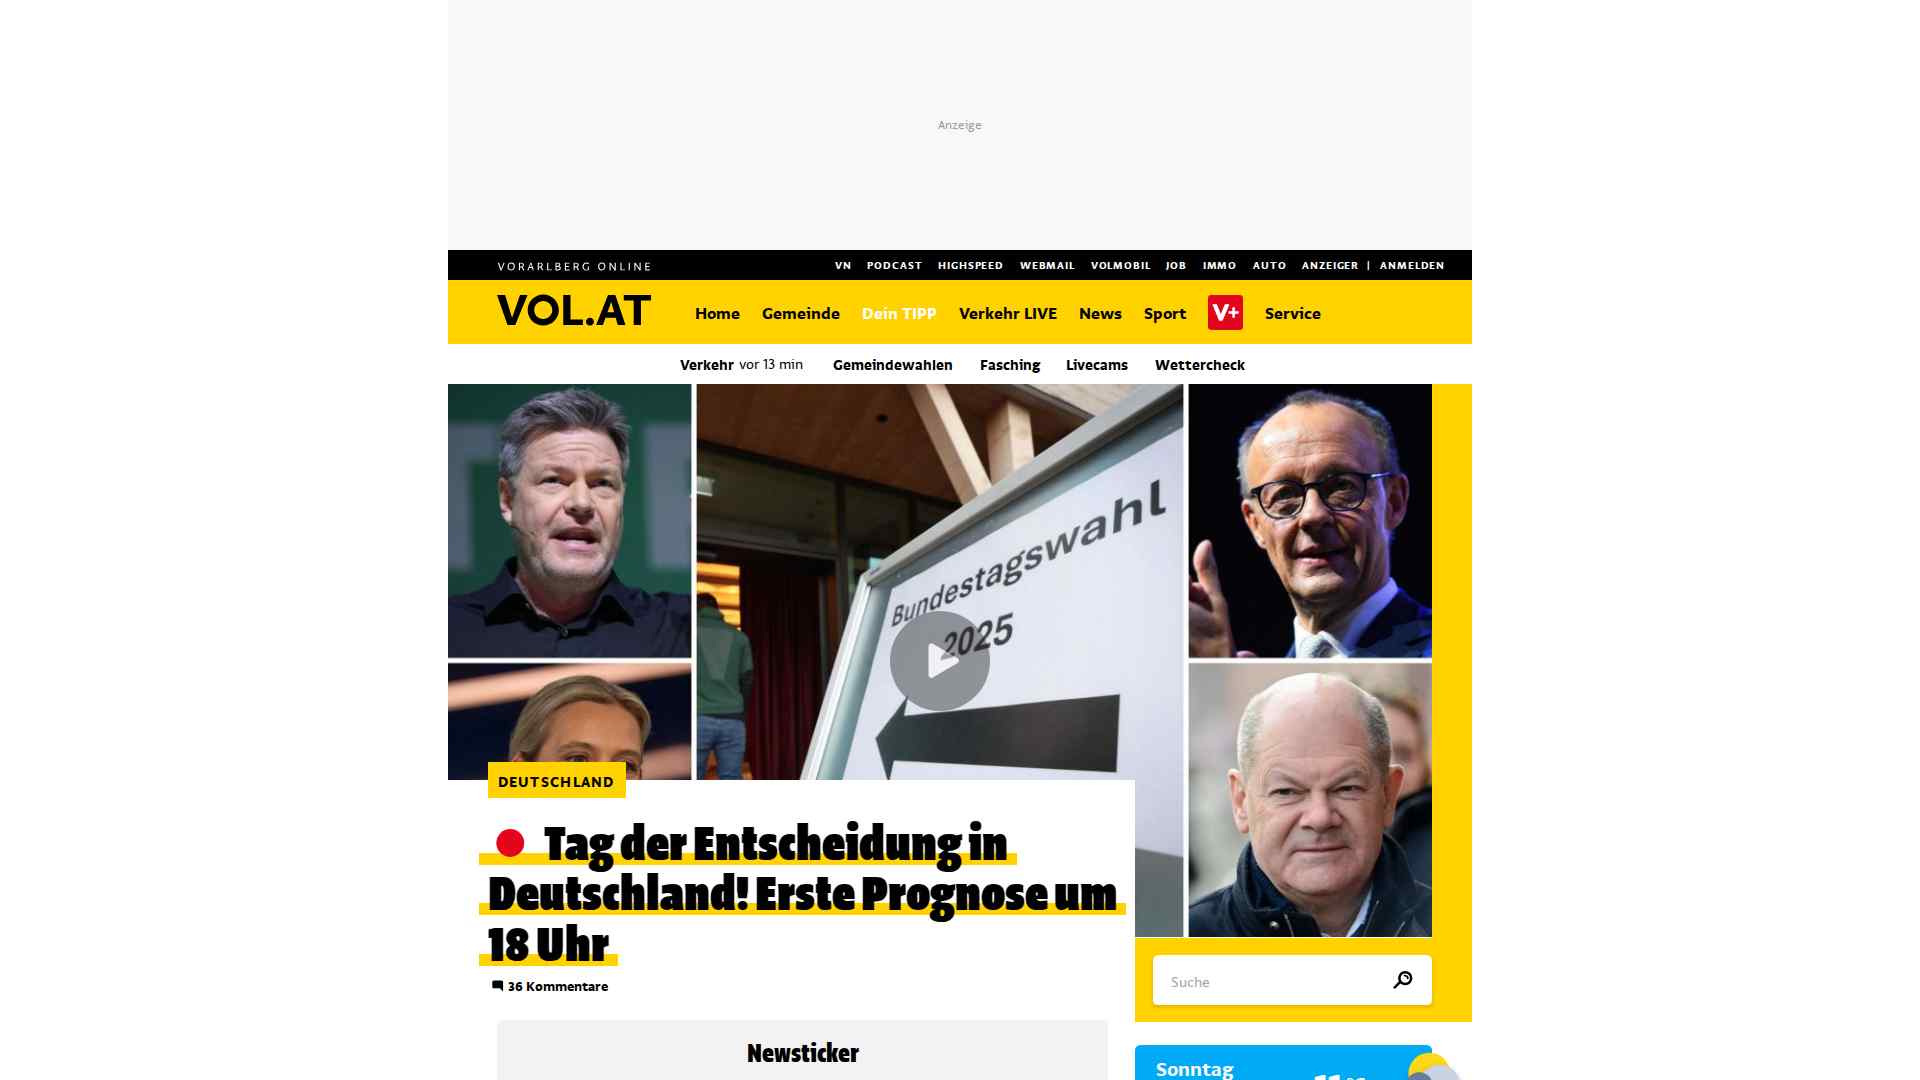 Anzeige
VORARLBERG ONLINE
VN PODCAST HIGHSPEED WEBMAIL VOLMOBIL JOB IMMO AUTO ANZEIGER | ANMELDEN
VOL.AT
Home Gemeinde Dein TIPP Verkehr LIVE News Sport V+ Service
Verkehr vor 13 min Gemeindewahlen Fasching Livecams Wettercheck
Bundestagswahl
2025
DEUTSCHLAND
Tag der Entscheidung in
Deutschland! Erste Prognose um
18 Uhr
36 Kommentare
Suche
Newsticker
Sonntag